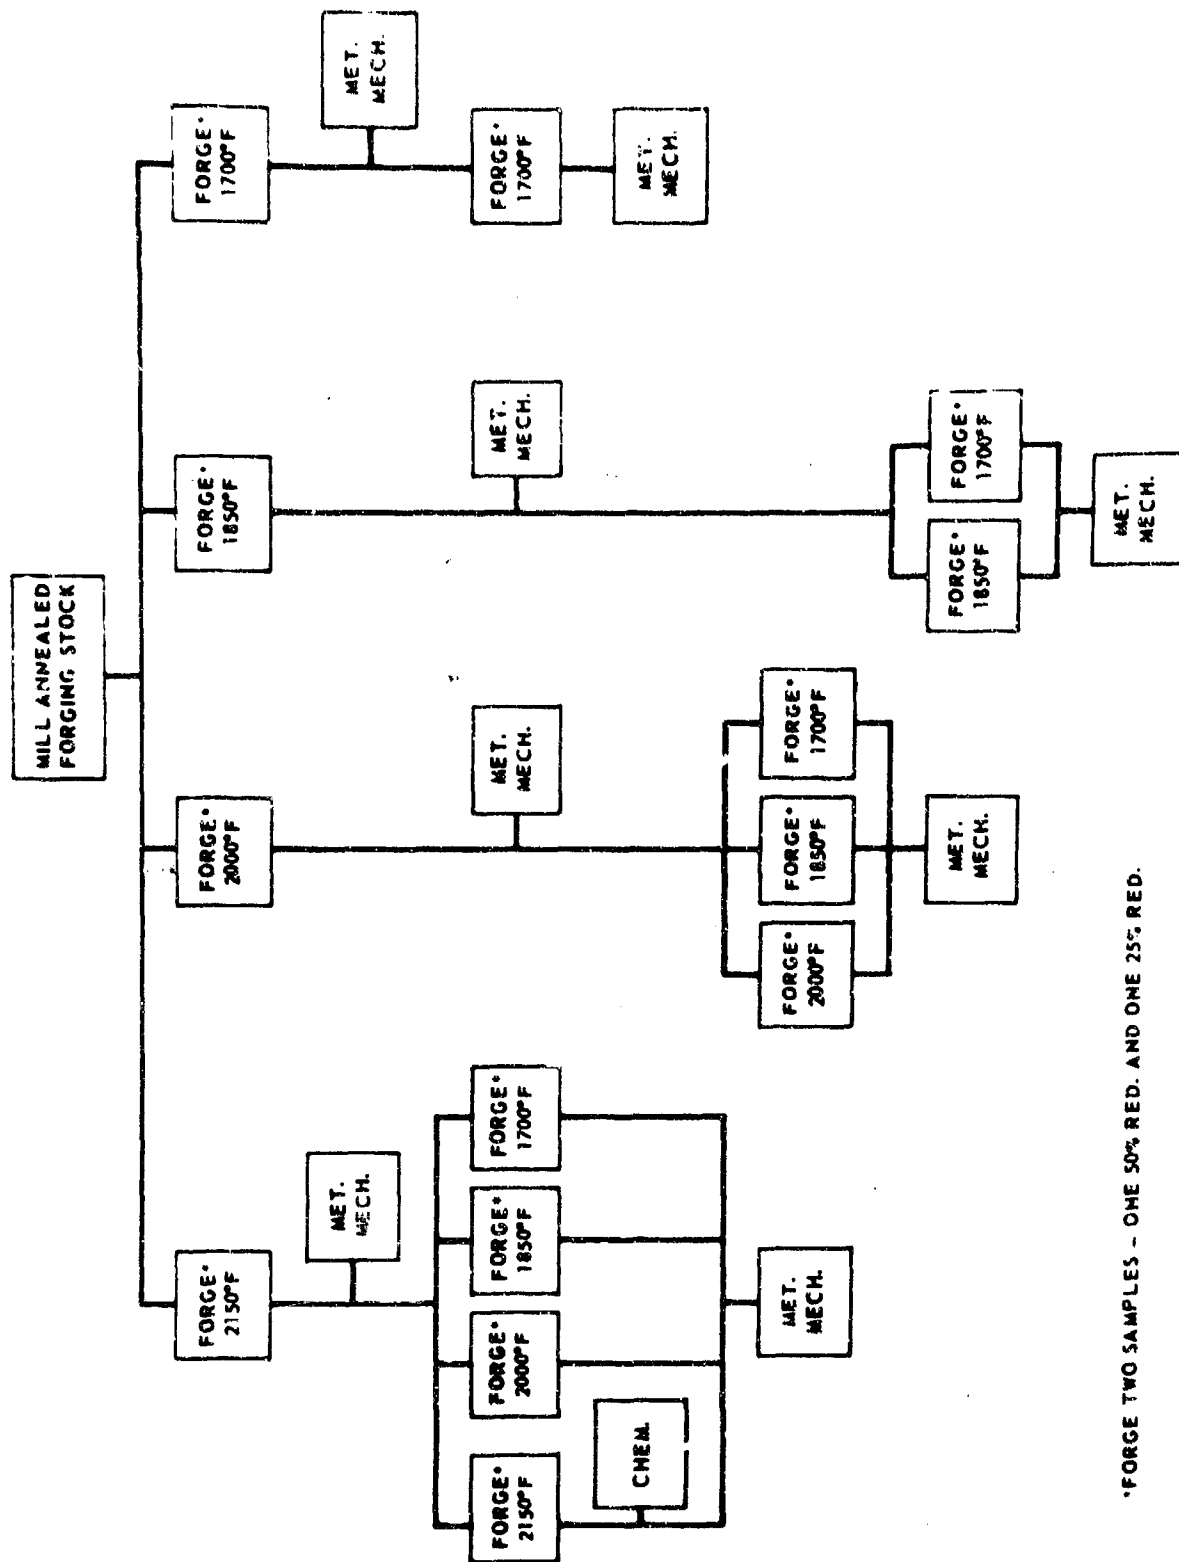 MILL ANNEALED
FORGING STOCK
FORGE*
2150°F
FORGE*
2000°F
FORGE*
1850°F
FORGE*
1700°F
MET.
MECH.
MET.
MECH.
MET.
MECH.
MET.
MECH.
FORGE*
2150°F
FORGE*
2000°F
FORGE*
1850°F
FORGE*
1700°F
FORGE*
1700°F
CHEM.
MET.
MECH.
MET.
MECH.
FORGE*
2000°F
FORGE*
1850°F
FORGE*
1700°F
MET.
MECH.
FORGE*
1850°F
FORGE*
1700°F
MET.
MECH.
*FORGE TWO SAMPLES - ONE 50% RED. AND ONE 25% RED.